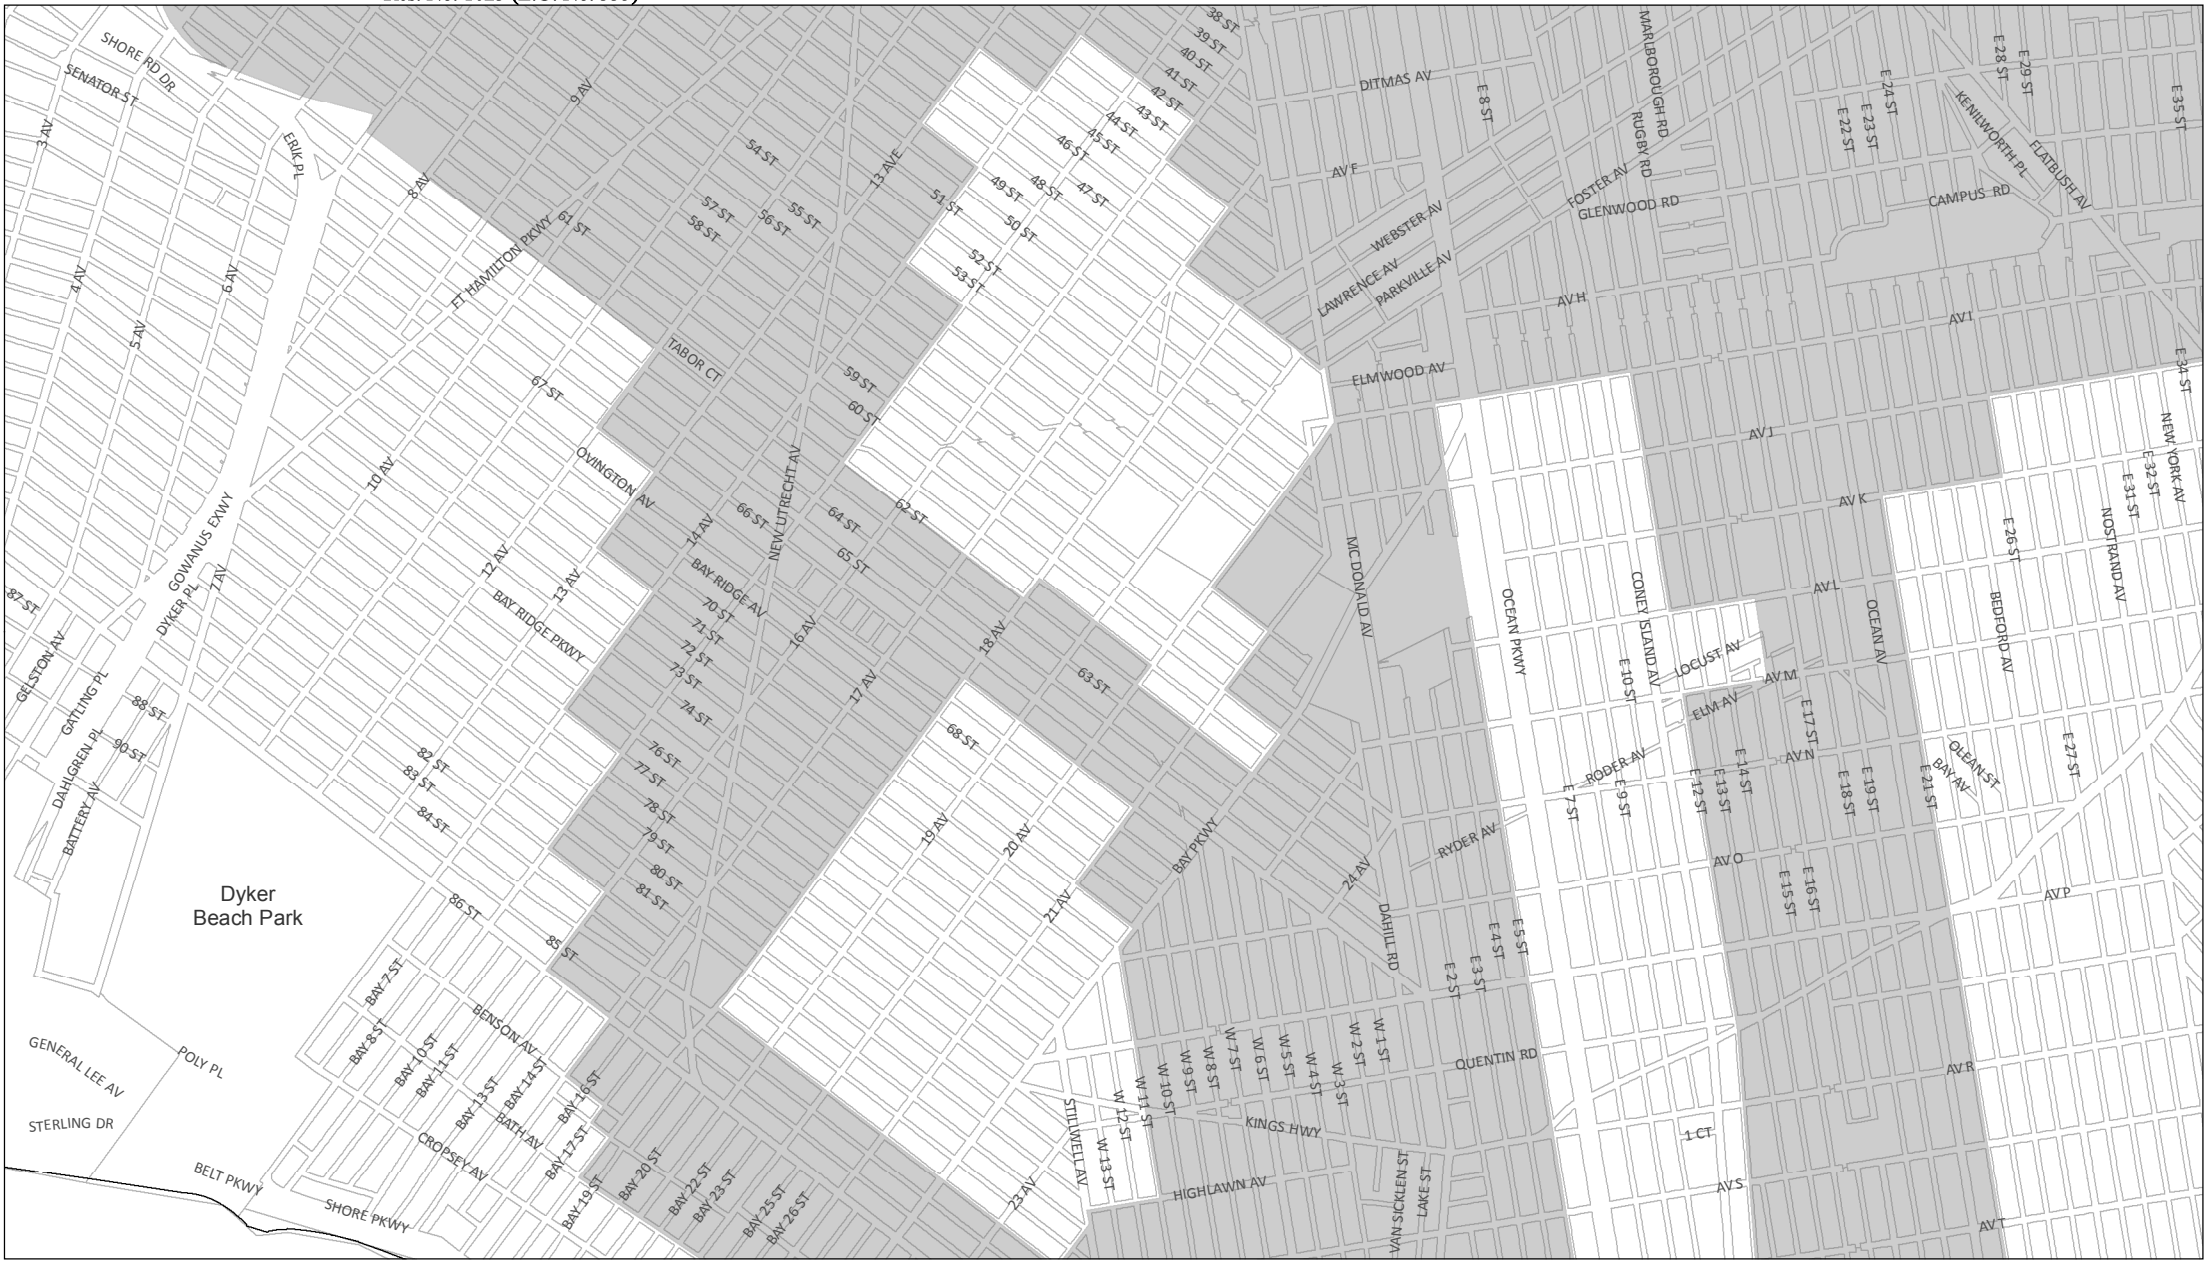 SHORE RD DR
SENATOR ST
3 AV
ERIK PL
4 AV
5 AV
6 AV
8 AV
9 AV
FT HAMILTON PKWY
61 ST
54 ST
57 ST
58 ST
56 ST
55 ST
13 AVE
51 ST
38 ST
39 ST
40 ST
41 ST
42 ST
43 ST
44 ST
45 ST
46 ST
47 ST
48 ST
49 ST
50 ST
52 ST
53 ST
DITMAS AV
E 8 ST
MARLBOROUGH RD
RUGBY RD
AV F
WEBSTER AV
LAWRENCE AV
PARKVILLE AV
FOSTER AV
GLENWOOD RD
E 22 ST
E 23 ST
E 24 ST
E 28 ST
E 29 ST
E 35 ST
KENILWORTH PL
FLATBUSH AV
CAMPUS RD
AV H
AV I
ELMWOOD AV
E 34 ST
TABOR CT
59 ST
60 ST
67 ST
OVINGTON AV
10 AV
12 AV
13 AV
14 AV
66 ST
NEW UTRECHT AV
64 ST
65 ST
62 ST
AV J
AV K
NEW YORK AV
E 32 ST
E 31 ST
E 26 ST
NOSTRAND AV
GOWANUS EXWY
7 AV
DYKER PL
87 ST
GELSTON AV
GATLING PL
88 ST
90 ST
DAHLGREN PL
BATTERY AV
BAY RIDGE PKWY
BAY RIDGE AV
70 ST
71 ST
72 ST
73 ST
74 ST
16 AV
17 AV
18 AV
63 ST
MCDONALD AV
OCEAN PKWY
CONEY ISLAND AV
E 10 ST
LOCUST AV
AV L
OCEAN AV
BEDFORD AV
AV M
ELM AV
E 17 ST
82 ST
83 ST
84 ST
76 ST
77 ST
78 ST
79 ST
80 ST
81 ST
68 ST
19 AV
20 AV
21 AV
BAY PKWY
24 AV
RYDER AV
RODER AV
E 7 ST
E 9 ST
E 12 ST
E 13 ST
E 14 ST
AV N
E 18 ST
E 19 ST
E 21 ST
OLEAN ST
BAY AV
E 27 ST
AV O
E 15 ST
E 16 ST
AV P
Dyker
Beach Park
86 ST
85 ST
BAY 7 ST
BAY 8 ST
BAY 10 ST
BAY 11 ST
BENSON AV
BAY 13 ST
BAY 14 ST
BATH AV
BAY 16 ST
BAY 17 ST
CROPSEY AV
BAY 19 ST
BAY 20 ST
BAY 22 ST
BAY 23 ST
BAY 25 ST
BAY 26 ST
DAHILL RD
E 2 ST
E 3 ST
E 4 ST
E 5 ST
GENERAL LEE AV
POLY PL
STERLING DR
BELT PKWY
SHORE PKWY
23 AV
STILLWELL AV
W 13 ST
W 12 ST
W 11 ST
W 10 ST
W 9 ST
W 8 ST
W 7 ST
W 6 ST
W 5 ST
W 4 ST
W 3 ST
W 2 ST
W 1 ST
QUENTIN RD
KINGS HWY
HIGHLAWN AV
VAN SICKLEN ST
LAKE ST
1 CT
AV R
AV S
AV T